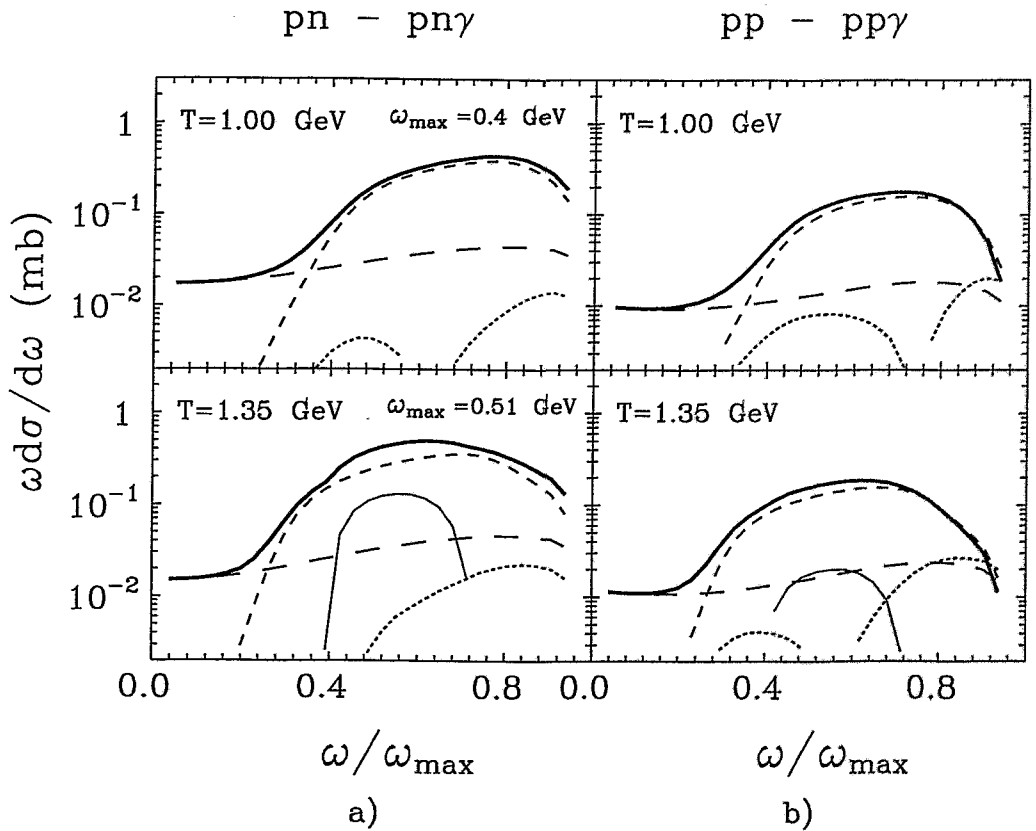 pn − pnγ
pp − ppγ
T=1.00 GeV ω_max =0.4 GeV
T=1.00 GeV
1
10⁻¹
10⁻²
T=1.35 GeV ω_max =0.51 GeV
T=1.35 GeV
1
10⁻¹
10⁻²
ωdσ/dω (mb)
0.0 0.4 0.8 0.0 0.4 0.8
ω/ω_max
ω/ω_max
a)
b)